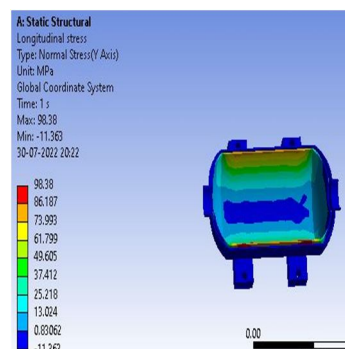 A: Static Structural
Longitudinal stress
Type: Normal Stress(Y Axis)
Unit: MPa
Global Coordinate System
Time: 1 s
Max: 98.38
Min: -11.363
30-07-2022 20:22
98.38
86.187
73.993
61.799
49.605
37.412
25.218
13.024
0.83062
-11.363
0.00